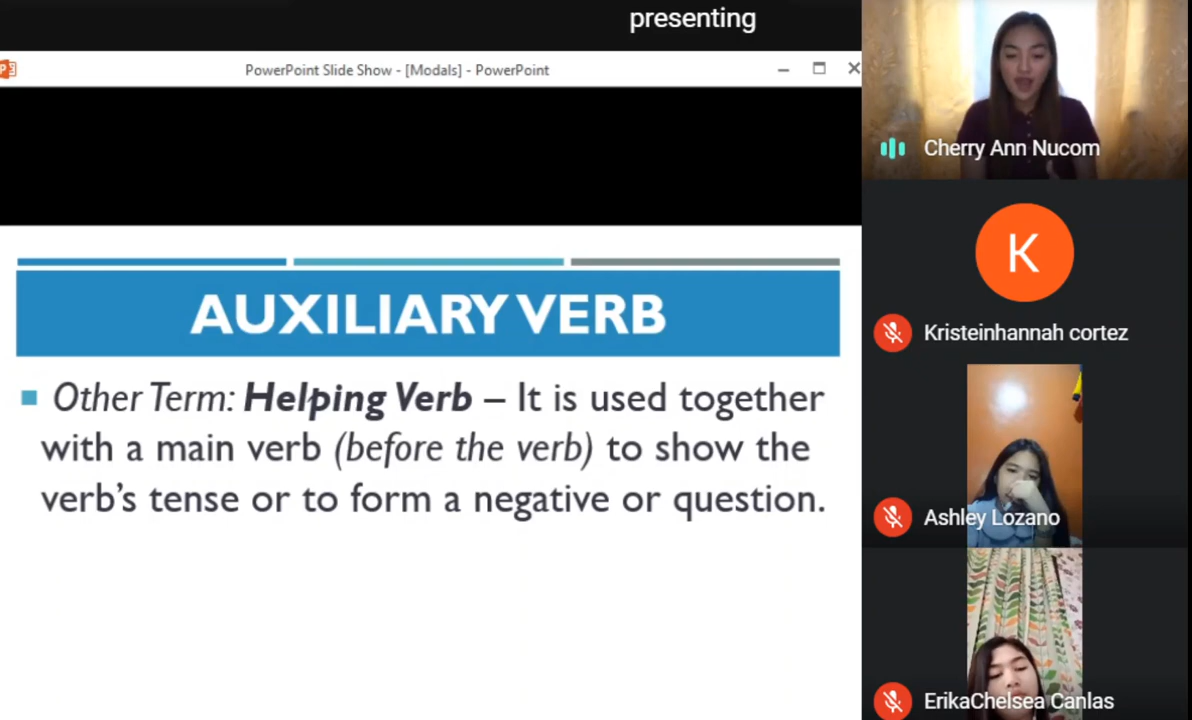 presenting
PowerPoint Slide Show - [Modals] - PowerPoint
AUXILIARY VERB
Other Term: Helping Verb – It is used together
with a main verb (before the verb) to show the
verb's tense or to form a negative or question.
Cherry Ann Nucom
K
Kristeinhannah cortez
Ashley Lozano
ErikaChelsea Canlas